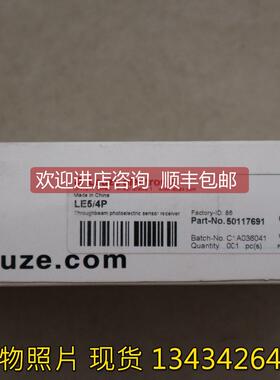 欢迎进店咨询 顺丰包邮
Made in China
LE5/4P
Throughbeam photoelectric sensor receiver
Factory-ID: 86
Part-No. 50117691
Batch-No.
Quantity: 001 pc(s)
uze.com
物照片 现货 13434264